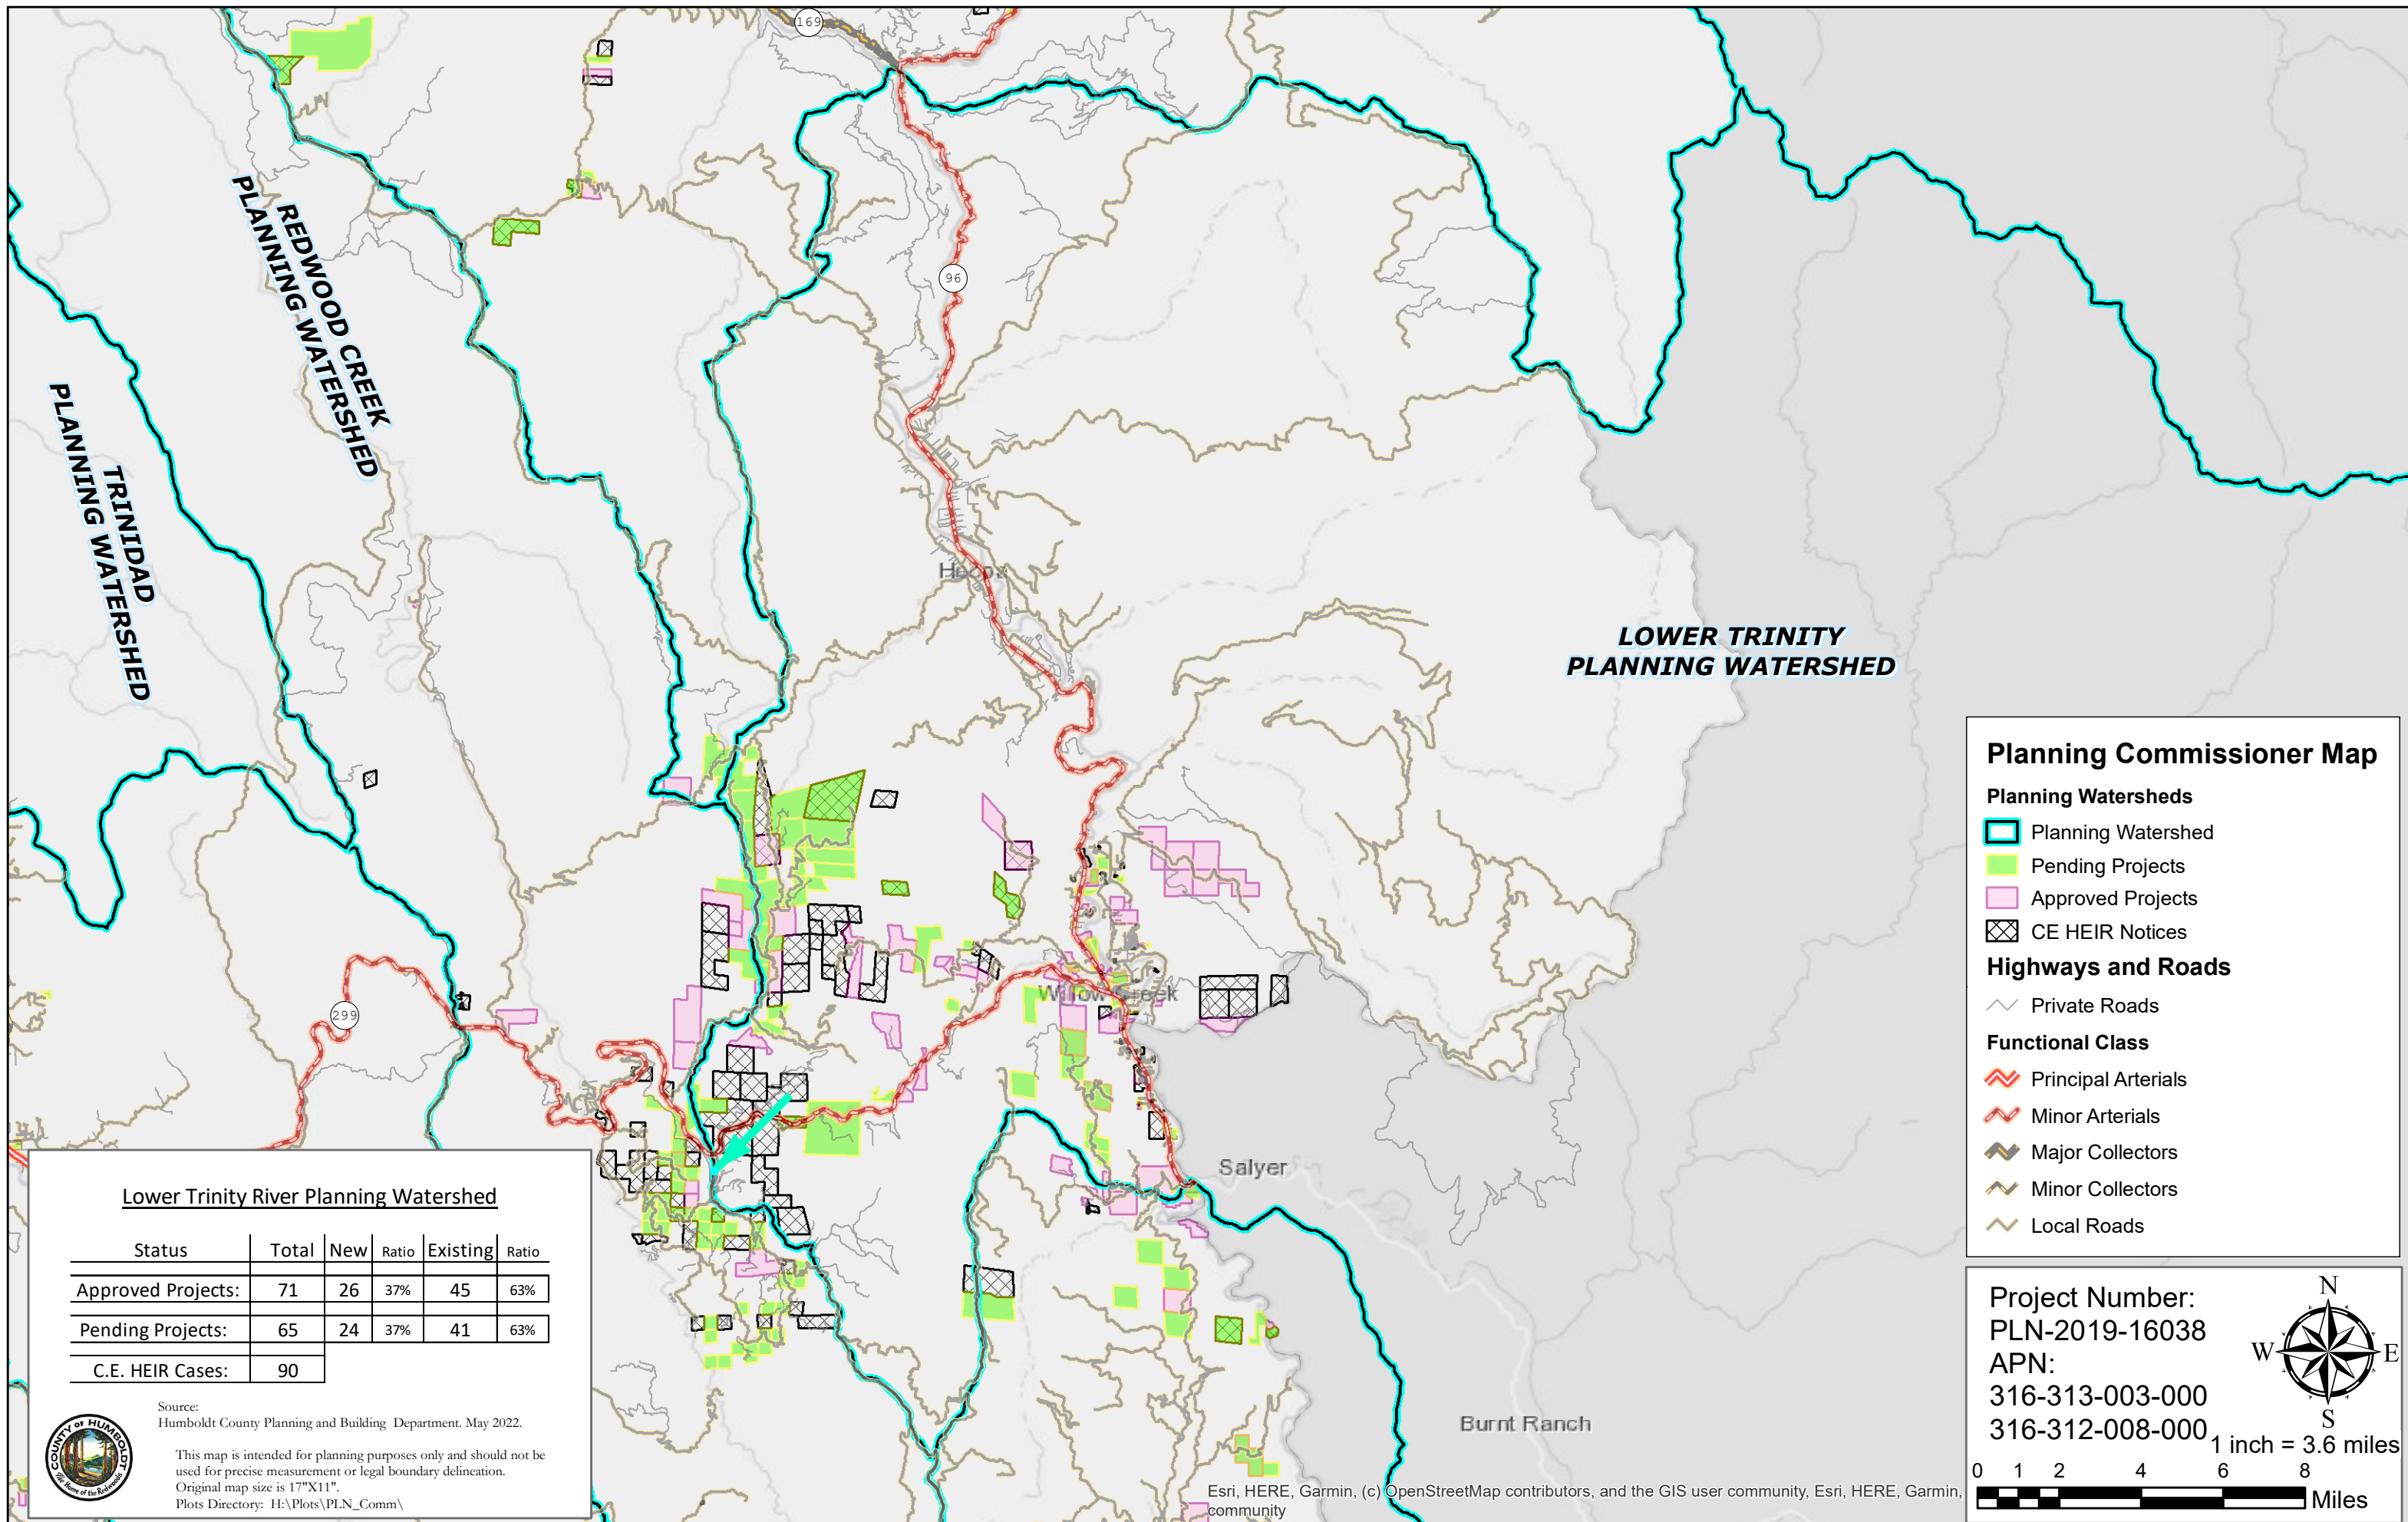 169
96
299
REDWOOD CREEK
PLANNING WATERSHED
TRINIDAD
PLANNING WATERSHED
LOWER TRINITY
PLANNING WATERSHED
Hoopa
Willow Creek
Salyer
Burnt Ranch
Planning Commissioner Map
Planning Watersheds
Planning Watershed
Pending Projects
Approved Projects
CE HEIR Notices
Highways and Roads
Private Roads
Functional Class
Principal Arterials
Minor Arterials
Major Collectors
Minor Collectors
Local Roads
Project Number:
PLN-2019-16038
APN:
316-313-003-000
316-312-008-000
N
W E
S
1 inch = 3.6 miles
0 1 2 4 6 8
Miles
Lower Trinity River Planning Watershed
Status Total New Ratio Existing Ratio
Approved Projects: 71 26 37% 45 63%
Pending Projects: 65 24 37% 41 63%
C.E. HEIR Cases: 90
Source:
Humboldt County Planning and Building Department. May 2022.
This map is intended for planning purposes only and should not be
used for precise measurement or legal boundary delineation.
Original map size is 17"X11".
Plots Directory: H:\Plots\PLN_Comm\
COUNTY OF HUMBOLDT
The Home of the Redwoods
Esri, HERE, Garmin, (c) OpenStreetMap contributors, and the GIS user community, Esri, HERE, Garmin,
community